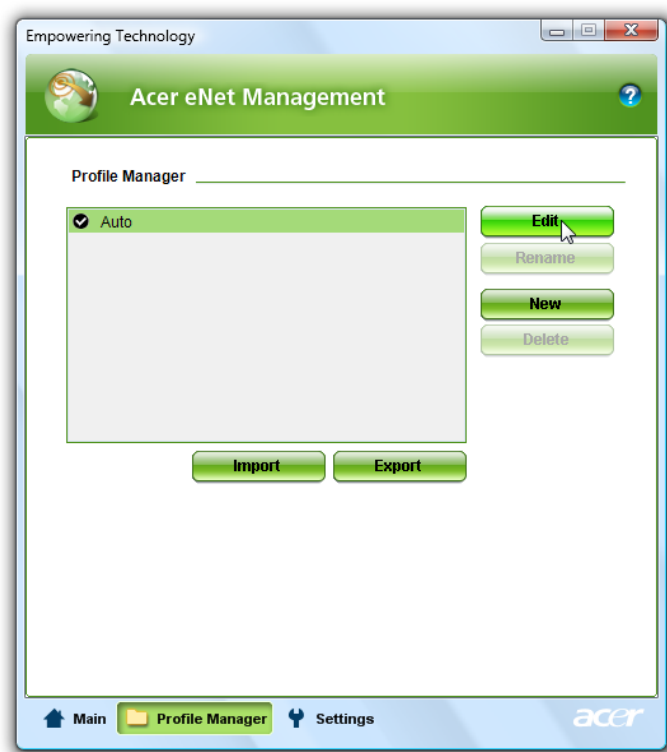 Empowering Technology
Acer eNet Management
?
Profile Manager
Auto
Edit
Rename
New
Delete
Import Export
Main Profile Manager Settings acer